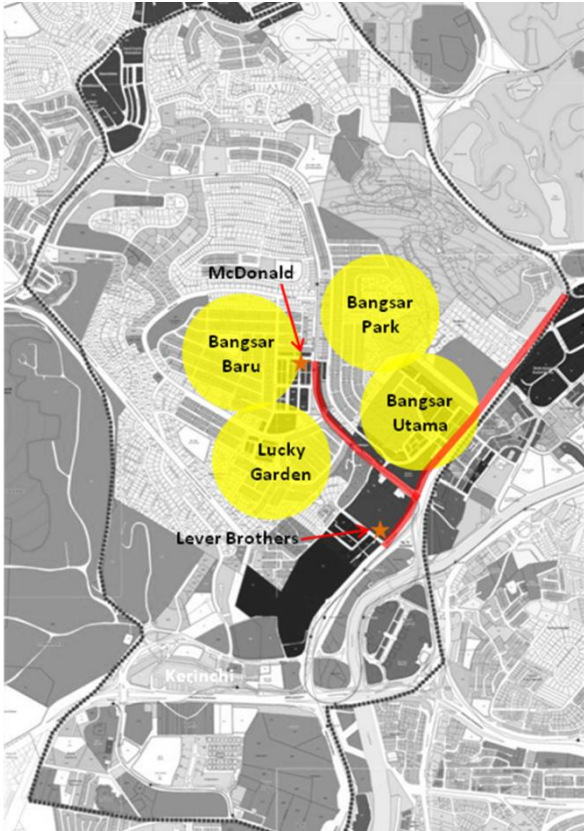 McDonald
Bangsar
Park
Bangsar
Baru
Bangsar
Utama
Lucky
Garden
Lever Brothers
Kerinchi